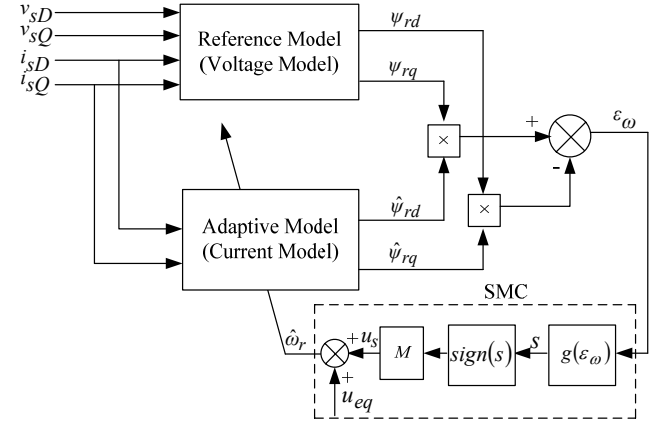 v_sD
v_sQ
i_sD
i_sQ
Reference Model
(Voltage Model)
ψ_rd
ψ_rq
×
+
ε_ω
-
×
Adaptive Model
(Current Model)
ψ̂_rd
ψ̂_rq
SMC
ω̂_r
+ u_s
M
sign(s)
s
g(ε_ω)
+
u_eq